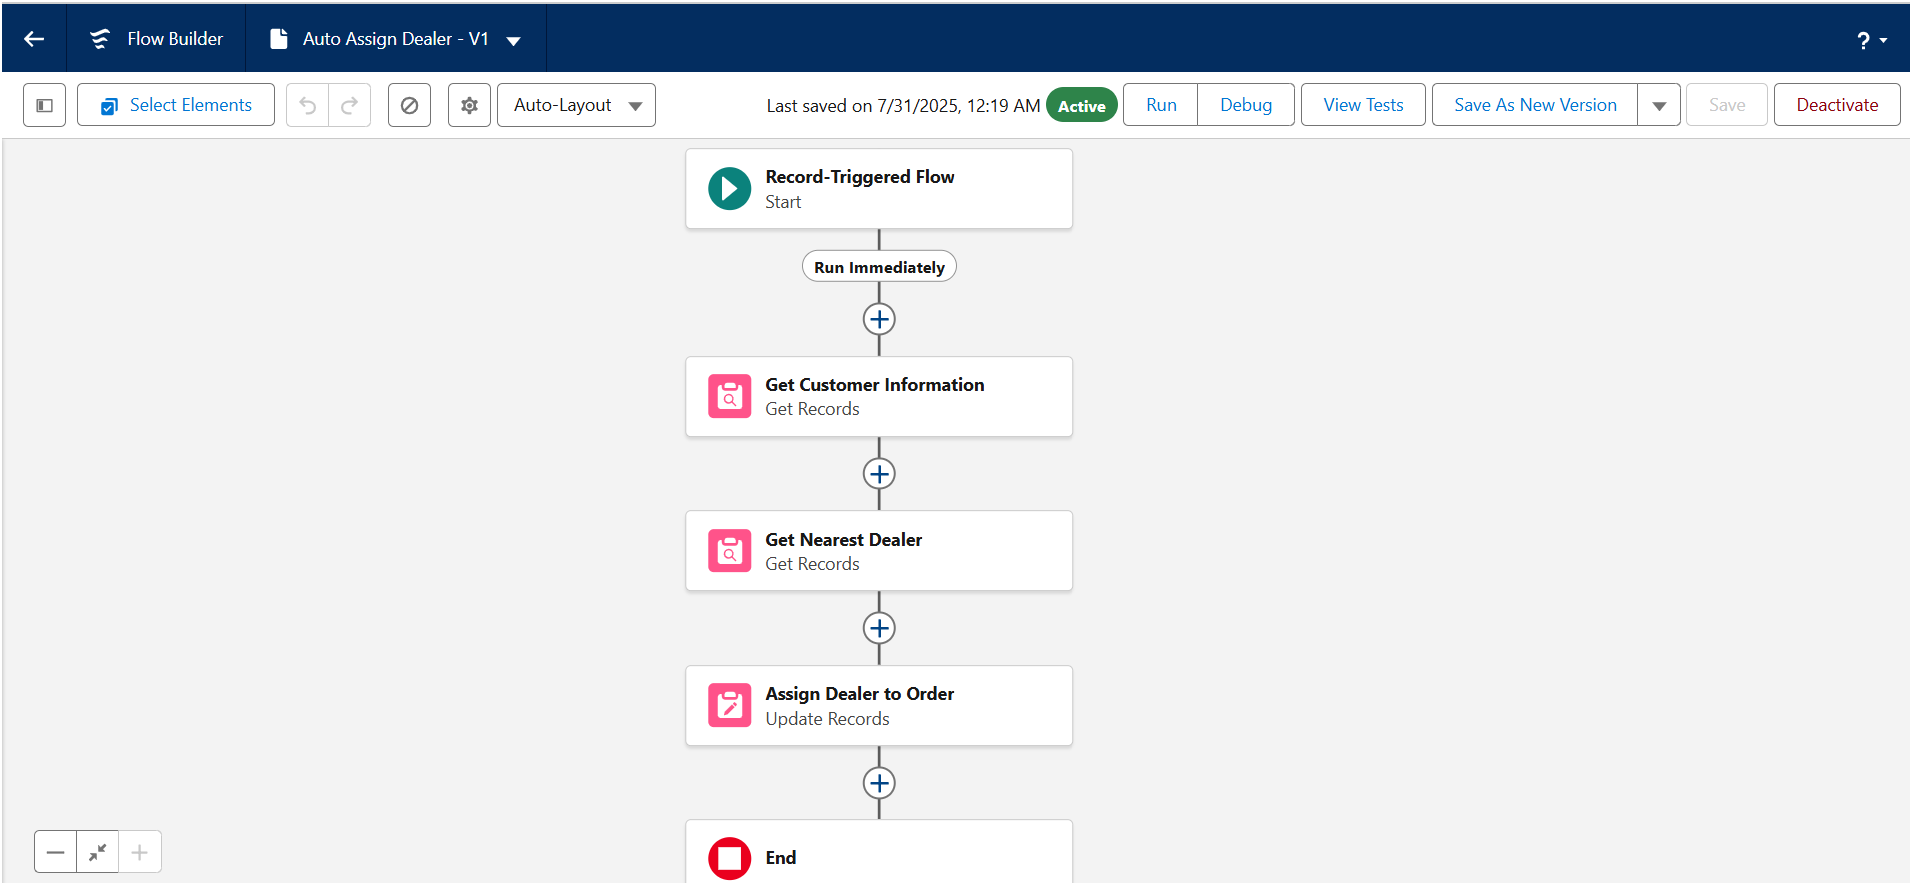 Flow Builder
Auto Assign Dealer - V1
?
Select Elements
Auto-Layout
Last saved on 7/31/2025, 12:19 AM
Active
Run
Debug
View Tests
Save As New Version
Save
Deactivate
Record-Triggered Flow
Start
Run Immediately
Get Customer Information
Get Records
Get Nearest Dealer
Get Records
Assign Dealer to Order
Update Records
End